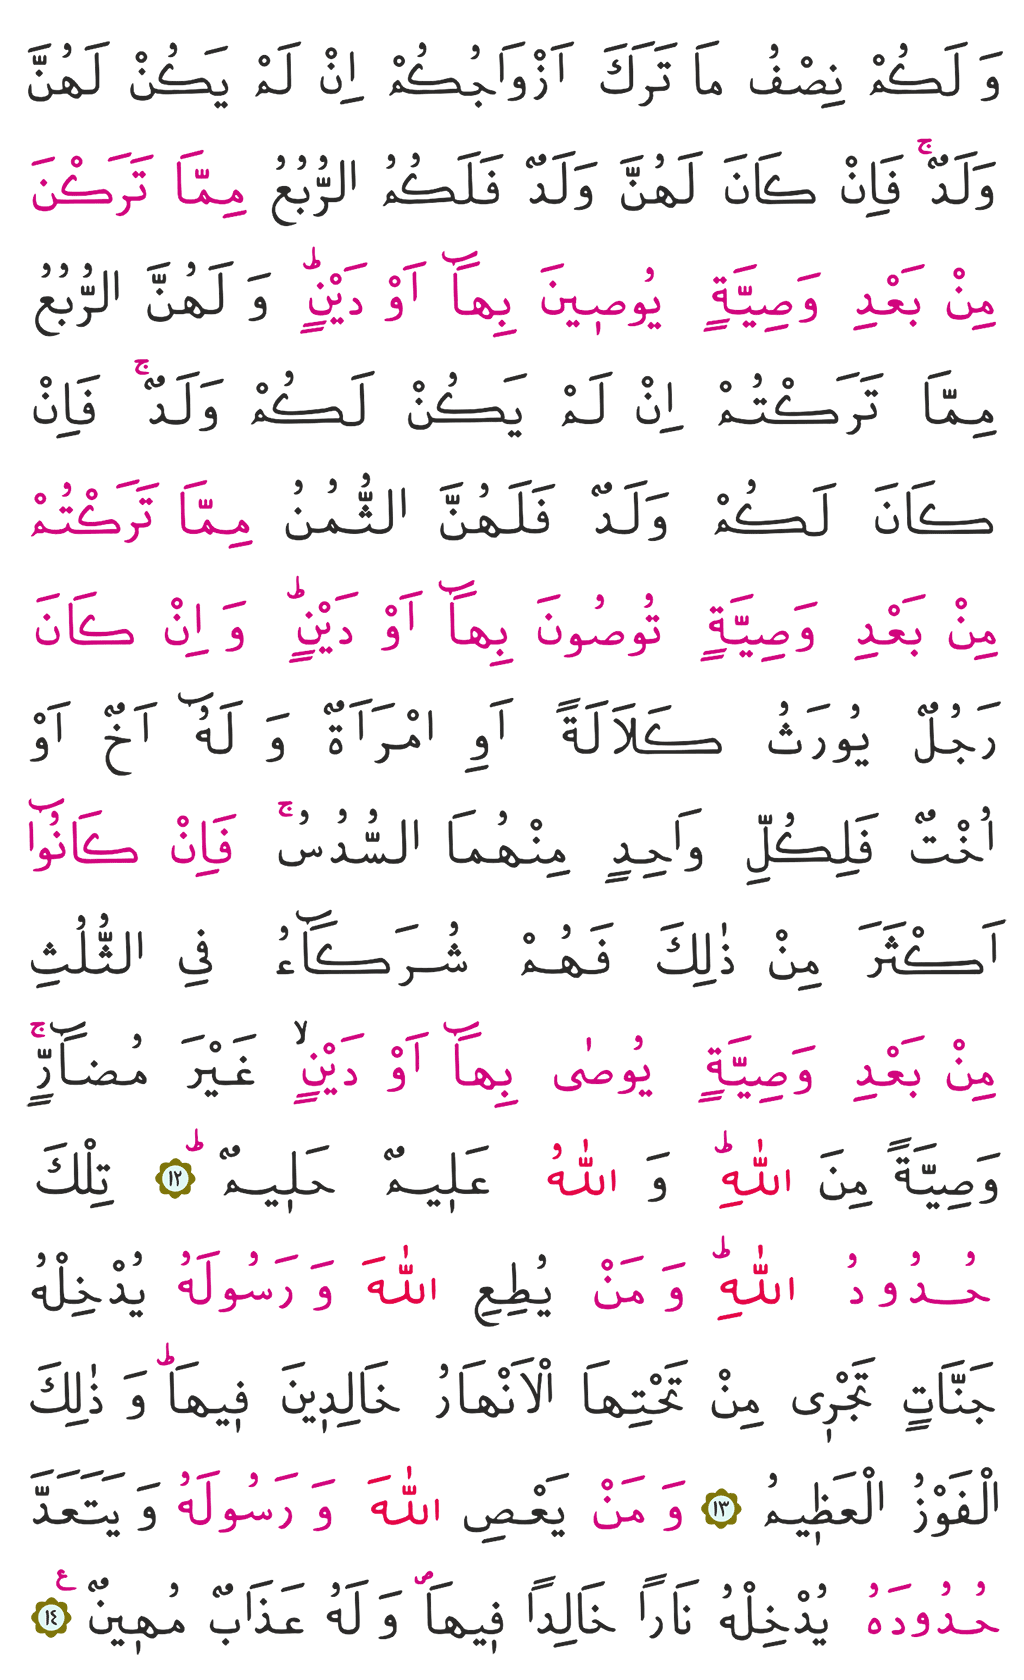 وَ لَكُمْ نِصْفُ مَا تَرَكَ اَزْوَاجُكُمْ اِنْ لَمْ يَكُنْ لَهُنَّ
وَلَدٌۚ فَاِنْ كَانَ لَهُنَّ وَلَدٌ فَلَكُمُ الرُّبُعُ مِمَّا تَرَكْنَ
مِنْ بَعْدِ وَصِيَّةٍ يُوصٖينَ بِهَٓا اَوْ دَيْنٍؕ وَ لَهُنَّ الرُّبُعُ
مِمَّا تَرَكْتُمْ اِنْ لَمْ يَكُنْ لَكُمْ وَلَدٌۚ فَاِنْ
كَانَ لَكُمْ وَلَدٌ فَلَهُنَّ الثُّمُنُ مِمَّا تَرَكْتُمْ
مِنْ بَعْدِ وَصِيَّةٍ تُوصُونَ بِهَٓا اَوْ دَيْنٍؕ وَ اِنْ كَانَ
رَجُلٌ يُورَثُ كَلَالَةً اَوِ امْرَاَةٌ وَ لَهُٓ اَخٌ اَوْ
اُخْتٌ فَلِكُلِّ وَاحِدٍ مِنْهُمَا السُّدُسُۚ فَاِنْ كَانُٓوا
اَكْثَرَ مِنْ ذٰلِكَ فَهُمْ شُرَكَٓاءُ فِي الثُّلُثِ
مِنْ بَعْدِ وَصِيَّةٍ يُوصٰى بِهَٓا اَوْ دَيْنٍۙ غَيْرَ مُضَٓارٍّۚ
وَصِيَّةً مِنَ اللّٰهِؕ وَ اللّٰهُ عَلٖيمٌ حَلٖيمٌؕ ١٢ تِلْكَ
حُدُودُ اللّٰهِؕ وَ مَنْ يُطِعِ اللّٰهَ وَ رَسُولَهُ يُدْخِلْهُ
جَنَّاتٍ تَجْرٖى مِنْ تَحْتِهَا الْاَنْهَارُ خَالِدٖينَ فٖيهَاؕ وَ ذٰلِكَ
الْفَوْزُ الْعَظٖيمُ ١٣ وَ مَنْ يَعْصِ اللّٰهَ وَ رَسُولَهُ وَ يَتَعَدَّ
حُدُودَهُ يُدْخِلْهُ نَارًا خَالِدًا فٖيهَاࣕ وَ لَهُ عَذَابٌ مُهٖينٌ ١٤ ع